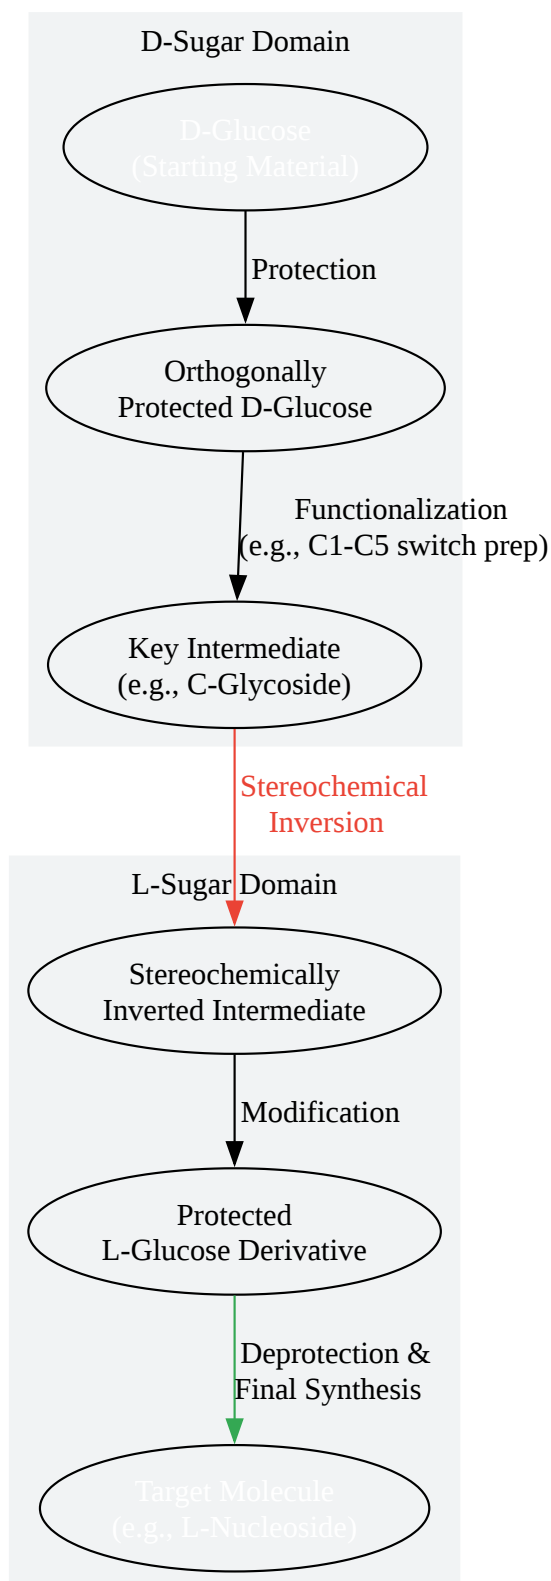 D-Sugar Domain
D-Glucose
(Starting Material)
Protection
Orthogonally
Protected D-Glucose
Functionalization
(e.g., C1-C5 switch prep)
Key Intermediate
(e.g., C-Glycoside)
Stereochemical
Inversion
L-Sugar Domain
Stereochemically
Inverted Intermediate
Modification
Protected
L-Glucose Derivative
Deprotection &
Final Synthesis
Target Molecule
(e.g., L-Nucleoside)